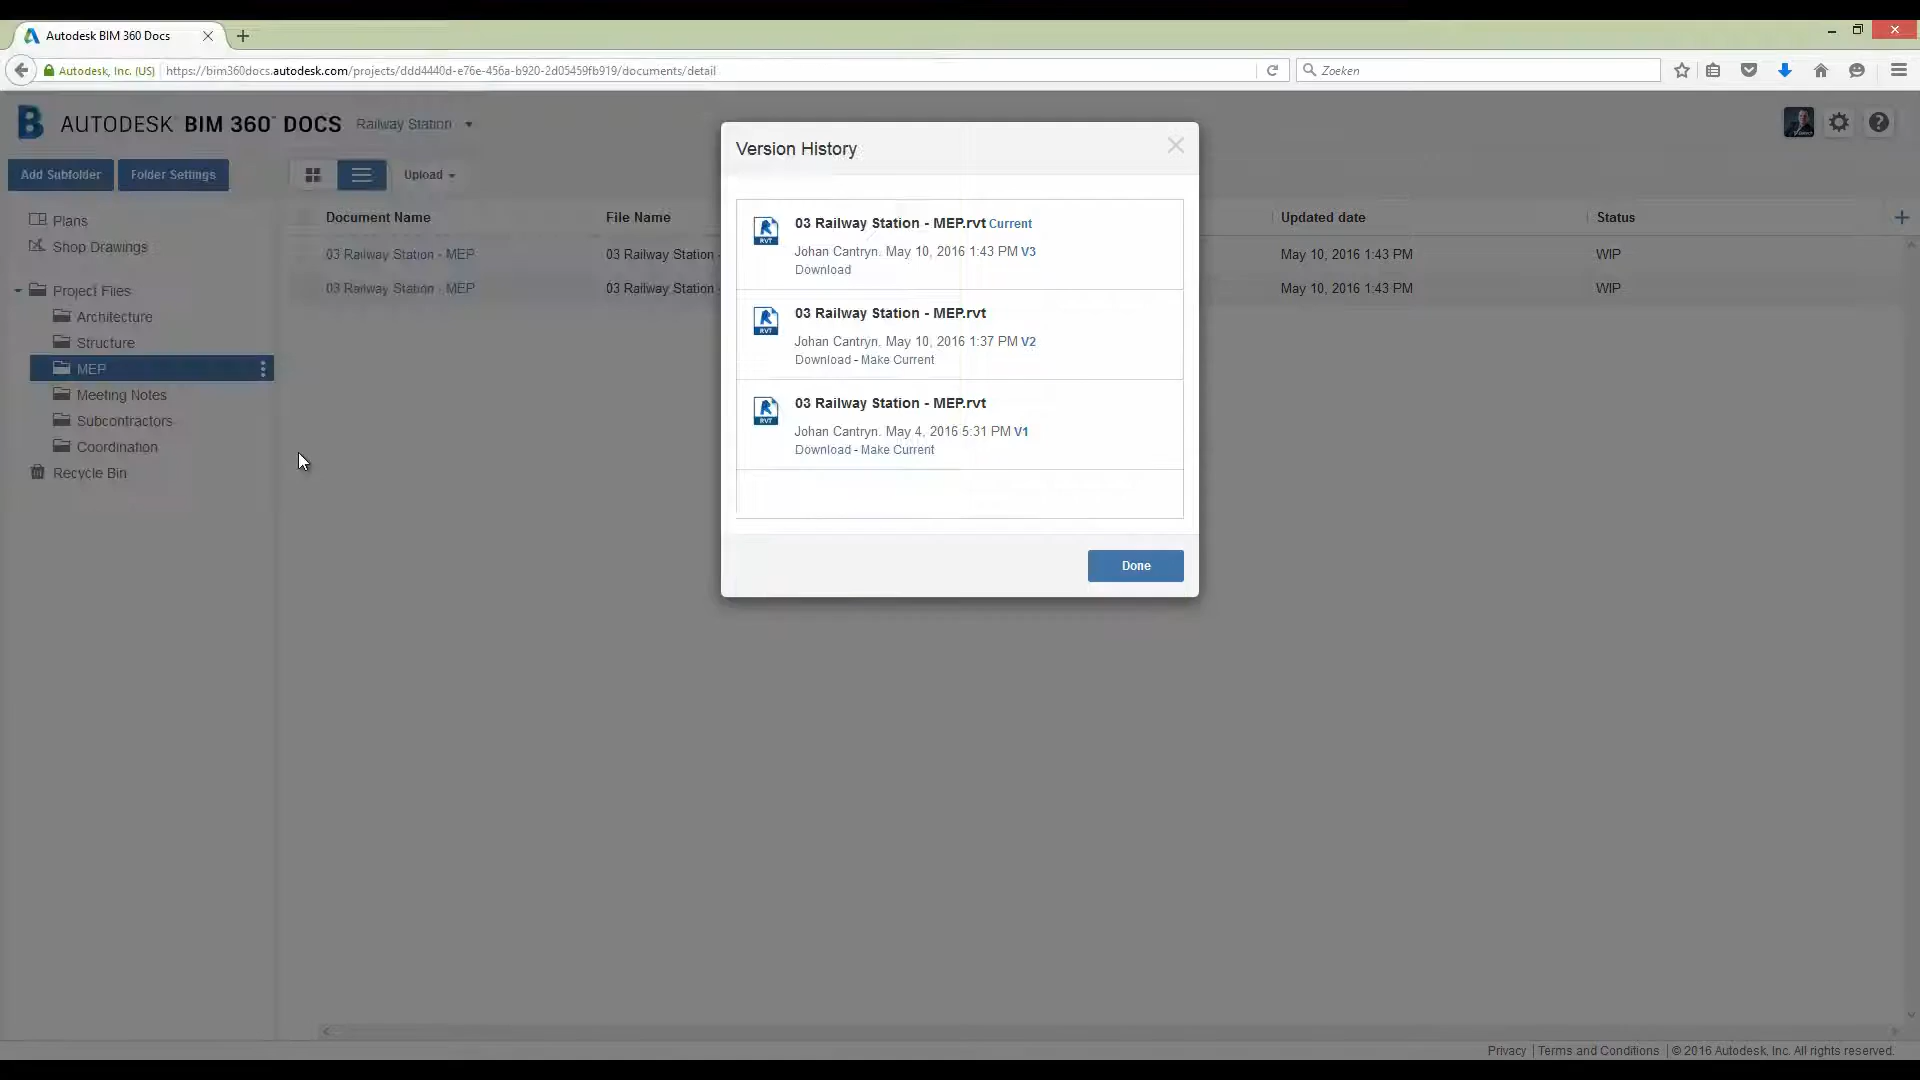 Autodesk BIM 360 Docs
Autodesk, Inc. (US) https://bim360docs.autodesk.com/projects/ddd4440d-e76e-456a-b920-2d05459fb919/documents/detail Zoeken
B AUTODESK BIM 360™ DOCS Railway Station
Add Subfolder Folder Settings Upload
Plans
Shop Drawings
Project Files
Architecture
Structure
MEP
Meeting Notes
Subcontractors
Coordination
Recycle Bin
Document Name File Name Updated date Status
03 Railway Station - MEP 03 Railway Station - May 10, 2016 1:43 PM WIP
03 Railway Station - MEP 03 Railway Station - May 10, 2016 1:43 PM WIP
Version History
RVT 03 Railway Station - MEP.rvt Current
Johan Cantryn. May 10, 2016 1:43 PM V3
Download
RVT 03 Railway Station - MEP.rvt
Johan Cantryn. May 10, 2016 1:37 PM V2
Download - Make Current
RVT 03 Railway Station - MEP.rvt
Johan Cantryn. May 4, 2016 5:31 PM V1
Download - Make Current
Done
Privacy | Terms and Conditions | © 2016 Autodesk, Inc. All rights reserved.